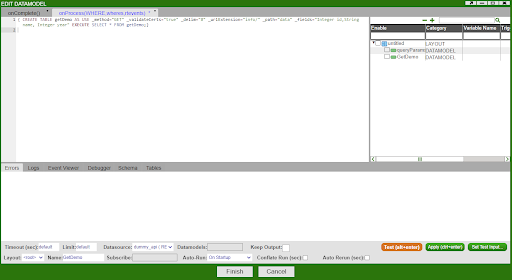 EDIT DATAMODEL
onComplete() onProcess(WHERE,wheres,rtevents) *
1 CREATE TABLE getDemo AS USE _method="GET" _validateCerts="true" _delim="#" _urlExtension="info/" _path="data" _fields="Integer id,String
name, Integer year" EXECUTE SELECT * FROM getDemo;
Enable Category Variable Name Trig
untitled LAYOUT
queryParams DATAMODEL
GetDemo DATAMODEL
Errors Logs Event Viewer Debugger Schema Tables
Timeout (sec): default Limit: default Datasource: dummy_api ( RE Datamodels: Keep Output: Test (alt+enter) Apply (ctrl+enter) Set Test Input...
Layout: <root> Name: GetDemo Subscribe: Auto-Run: On Startup Conflate Run (sec): Auto Rerun (sec):
Finish Cancel